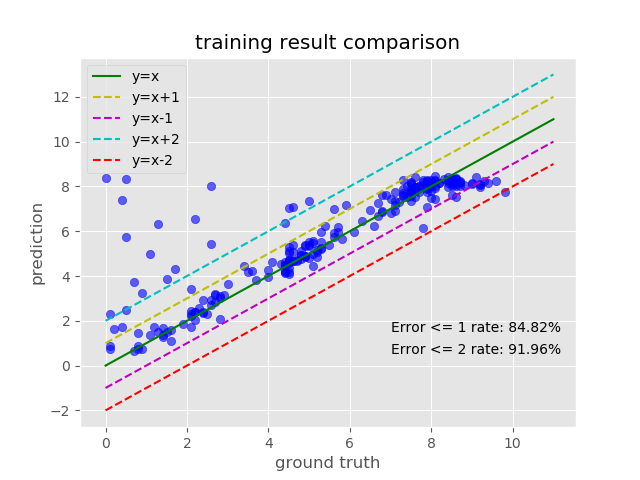 training result comparison
y=x
y=x+1
y=x-1
y=x+2
y=x-2
12
10
8
6
4
2
0
−2
prediction
Error <= 1 rate: 84.82%
Error <= 2 rate: 91.96%
0 2 4 6 8 10
ground truth